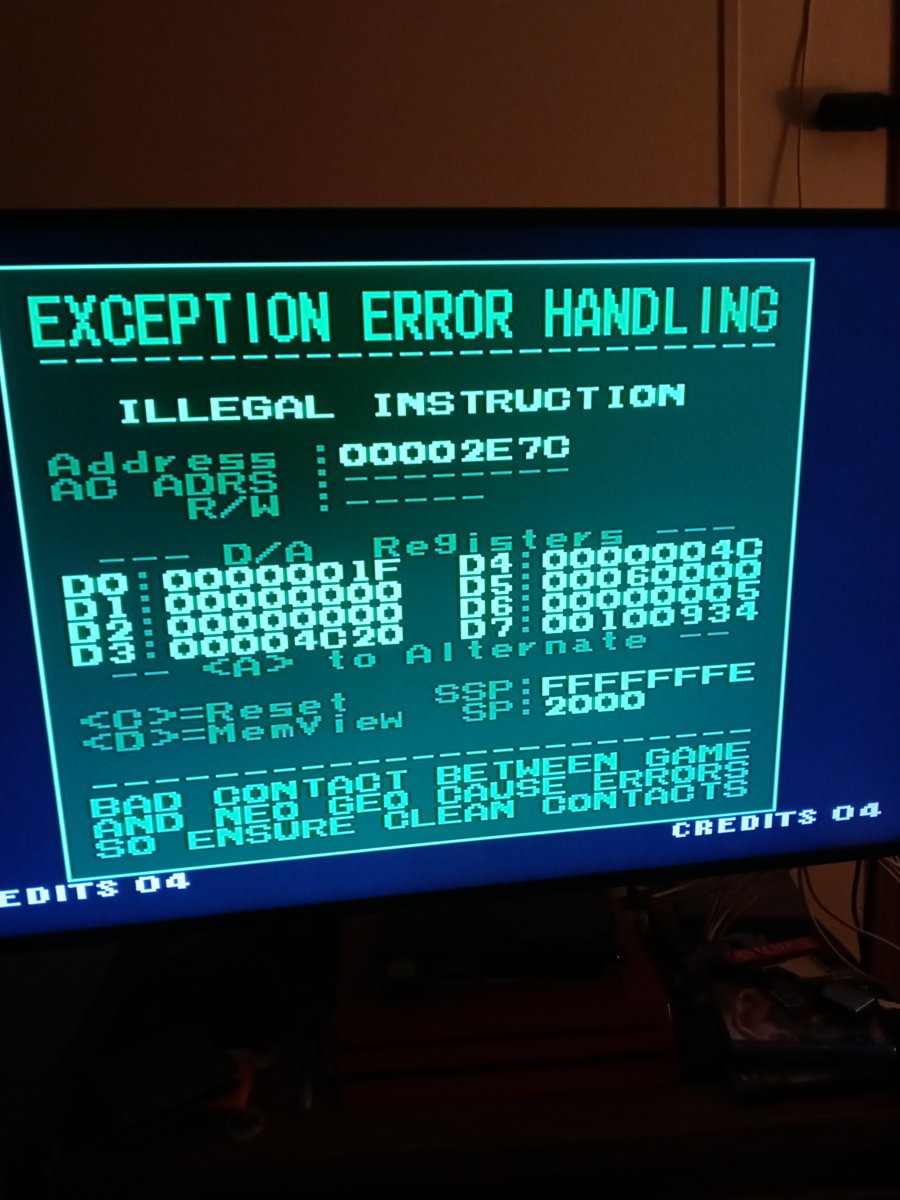 EXCEPTION ERROR HANDLING
ILLEGAL INSTRUCTION
Address :00002E7C
AC ADRS :--------
R/W :-----
--- D/A Registers ---
D0:0000001F D4:0000004C
D1:00000000 D5:00060000
D2:00000000 D6:00000005
D3:00004C20 D7:00100934
-- <A> to Alternate --
<C>=Reset SSP:FFFFFFFE
<D>=MemView SP:2000
BAD CONTACT BETWEEN GAME
AND NEO GEO CAUSE ERRORS
SO ENSURE CLEAN CONTACTS
EDITS 04 CREDITS 04